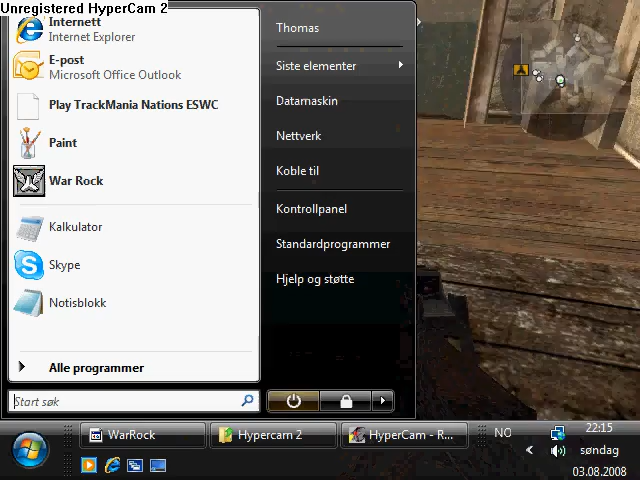 Unregistered HyperCam 2
Internett
Internet Explorer
E-post
Microsoft Office Outlook
Play TrackMania Nations ESWC
Paint
War Rock
Kalkulator
Skype
Notisblokk
Alle programmer
Start søk
Thomas
Siste elementer
Datamaskin
Nettverk
Koble til
Kontrollpanel
Standardprogrammer
Hjelp og støtte
WarRock
Hypercam 2
HyperCam - R...
NO
22:15
søndag
03.08.2008